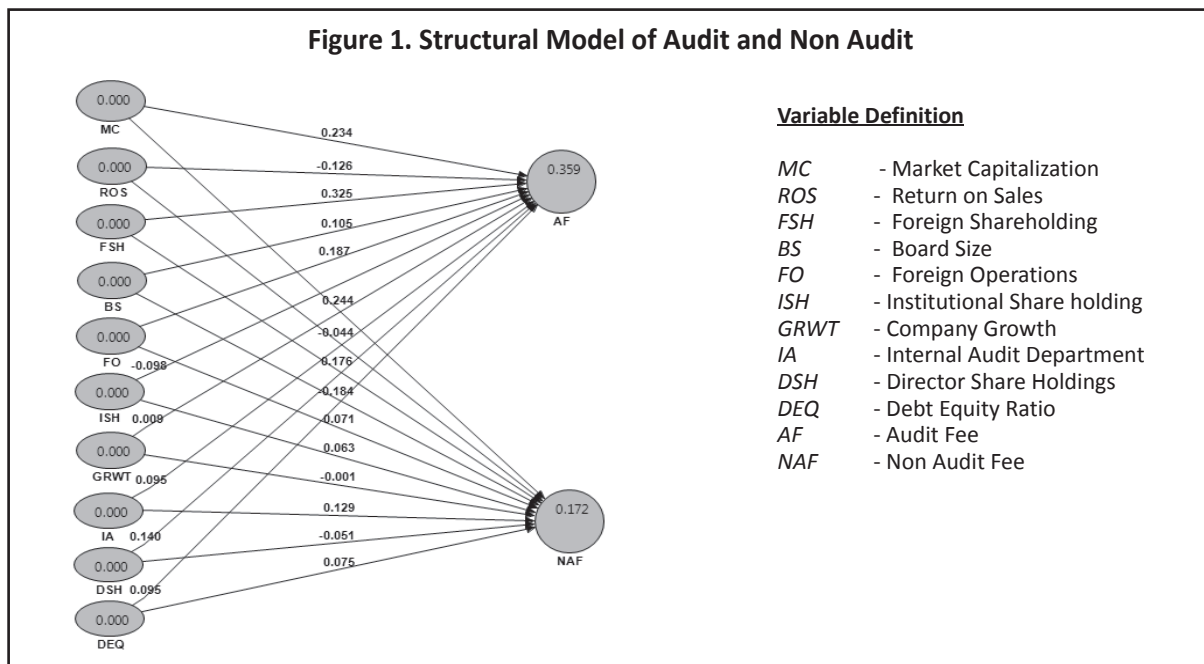 Figure 1. Structural Model of Audit and Non Audit
0.000
MC
0.000
ROS
0.000
FSH
0.000
BS
0.000
FO
-0.098
0.000
ISH
0.009
0.000
GRWT
0.095
0.000
IA
0.140
0.000
DSH
0.095
0.000
DEQ
0.234
-0.126
0.325
0.105
0.187
0.244
-0.044
0.176
-0.184
-0.071
0.063
-0.001
0.129
-0.051
0.075
0.359
AF
0.172
NAF
Variable Definition
MC - Market Capitalization
ROS - Return on Sales
FSH - Foreign Shareholding
BS - Board Size
FO - Foreign Operations
ISH - Institutional Share holding
GRWT - Company Growth
IA - Internal Audit Department
DSH - Director Share Holdings
DEQ - Debt Equity Ratio
AF - Audit Fee
NAF - Non Audit Fee